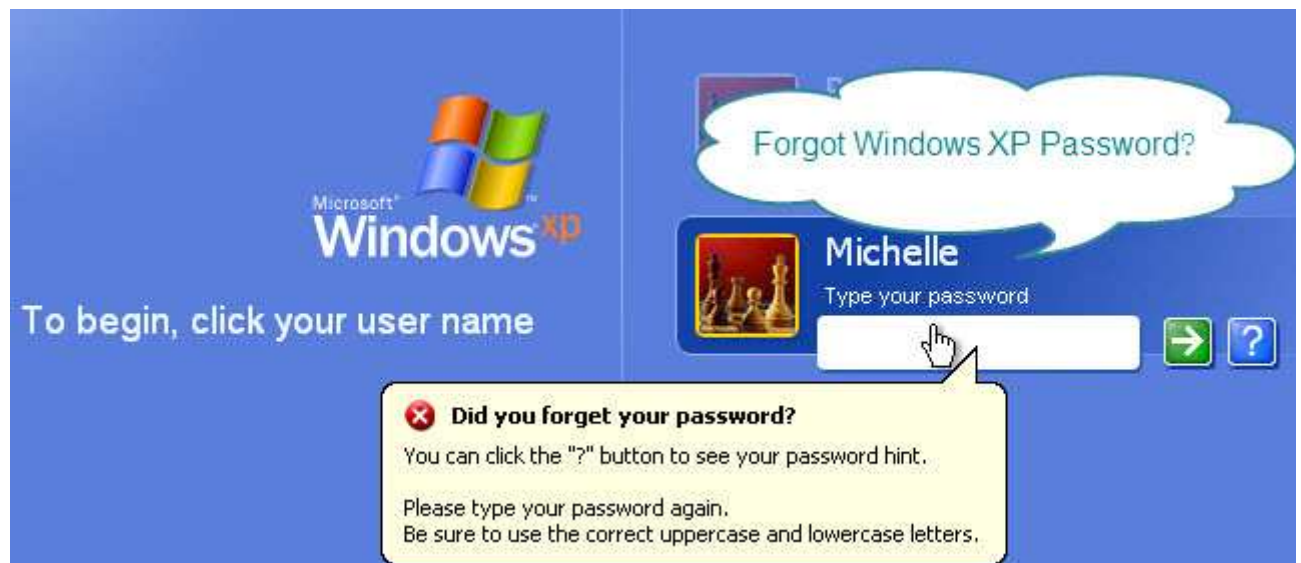 Forgot Windows XP Password?
Microsoft®
Windows xp™
Michelle
Type your password
To begin, click your user name
?
Did you forget your password?
You can click the "?" button to see your password hint.
Please type your password again.
Be sure to use the correct uppercase and lowercase letters.